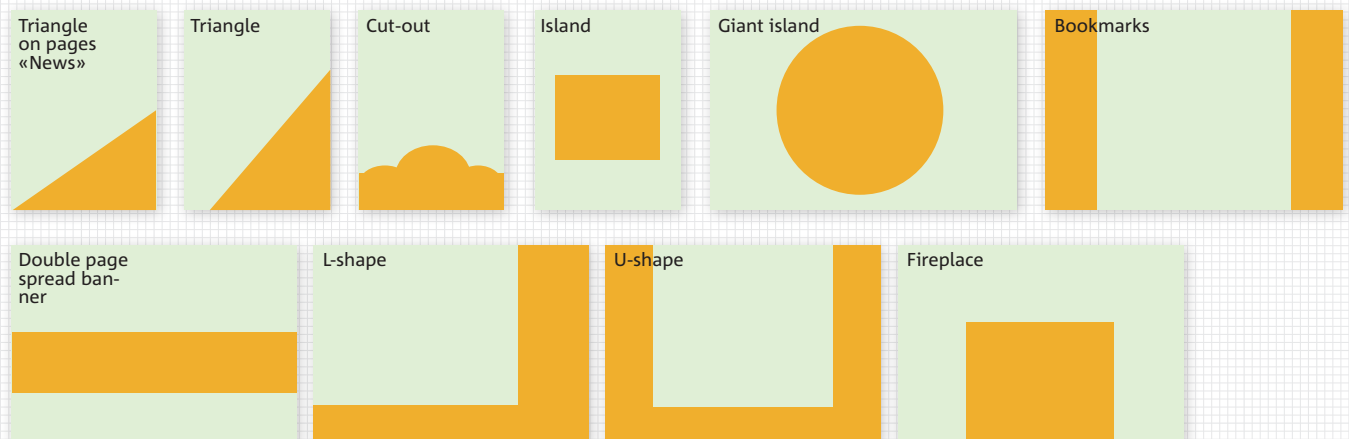 Triangle
on pages
«News»
Triangle
Cut-out
Island
Giant island
Bookmarks
Double page
spread ban-
ner
L-shape
U-shape
Fireplace